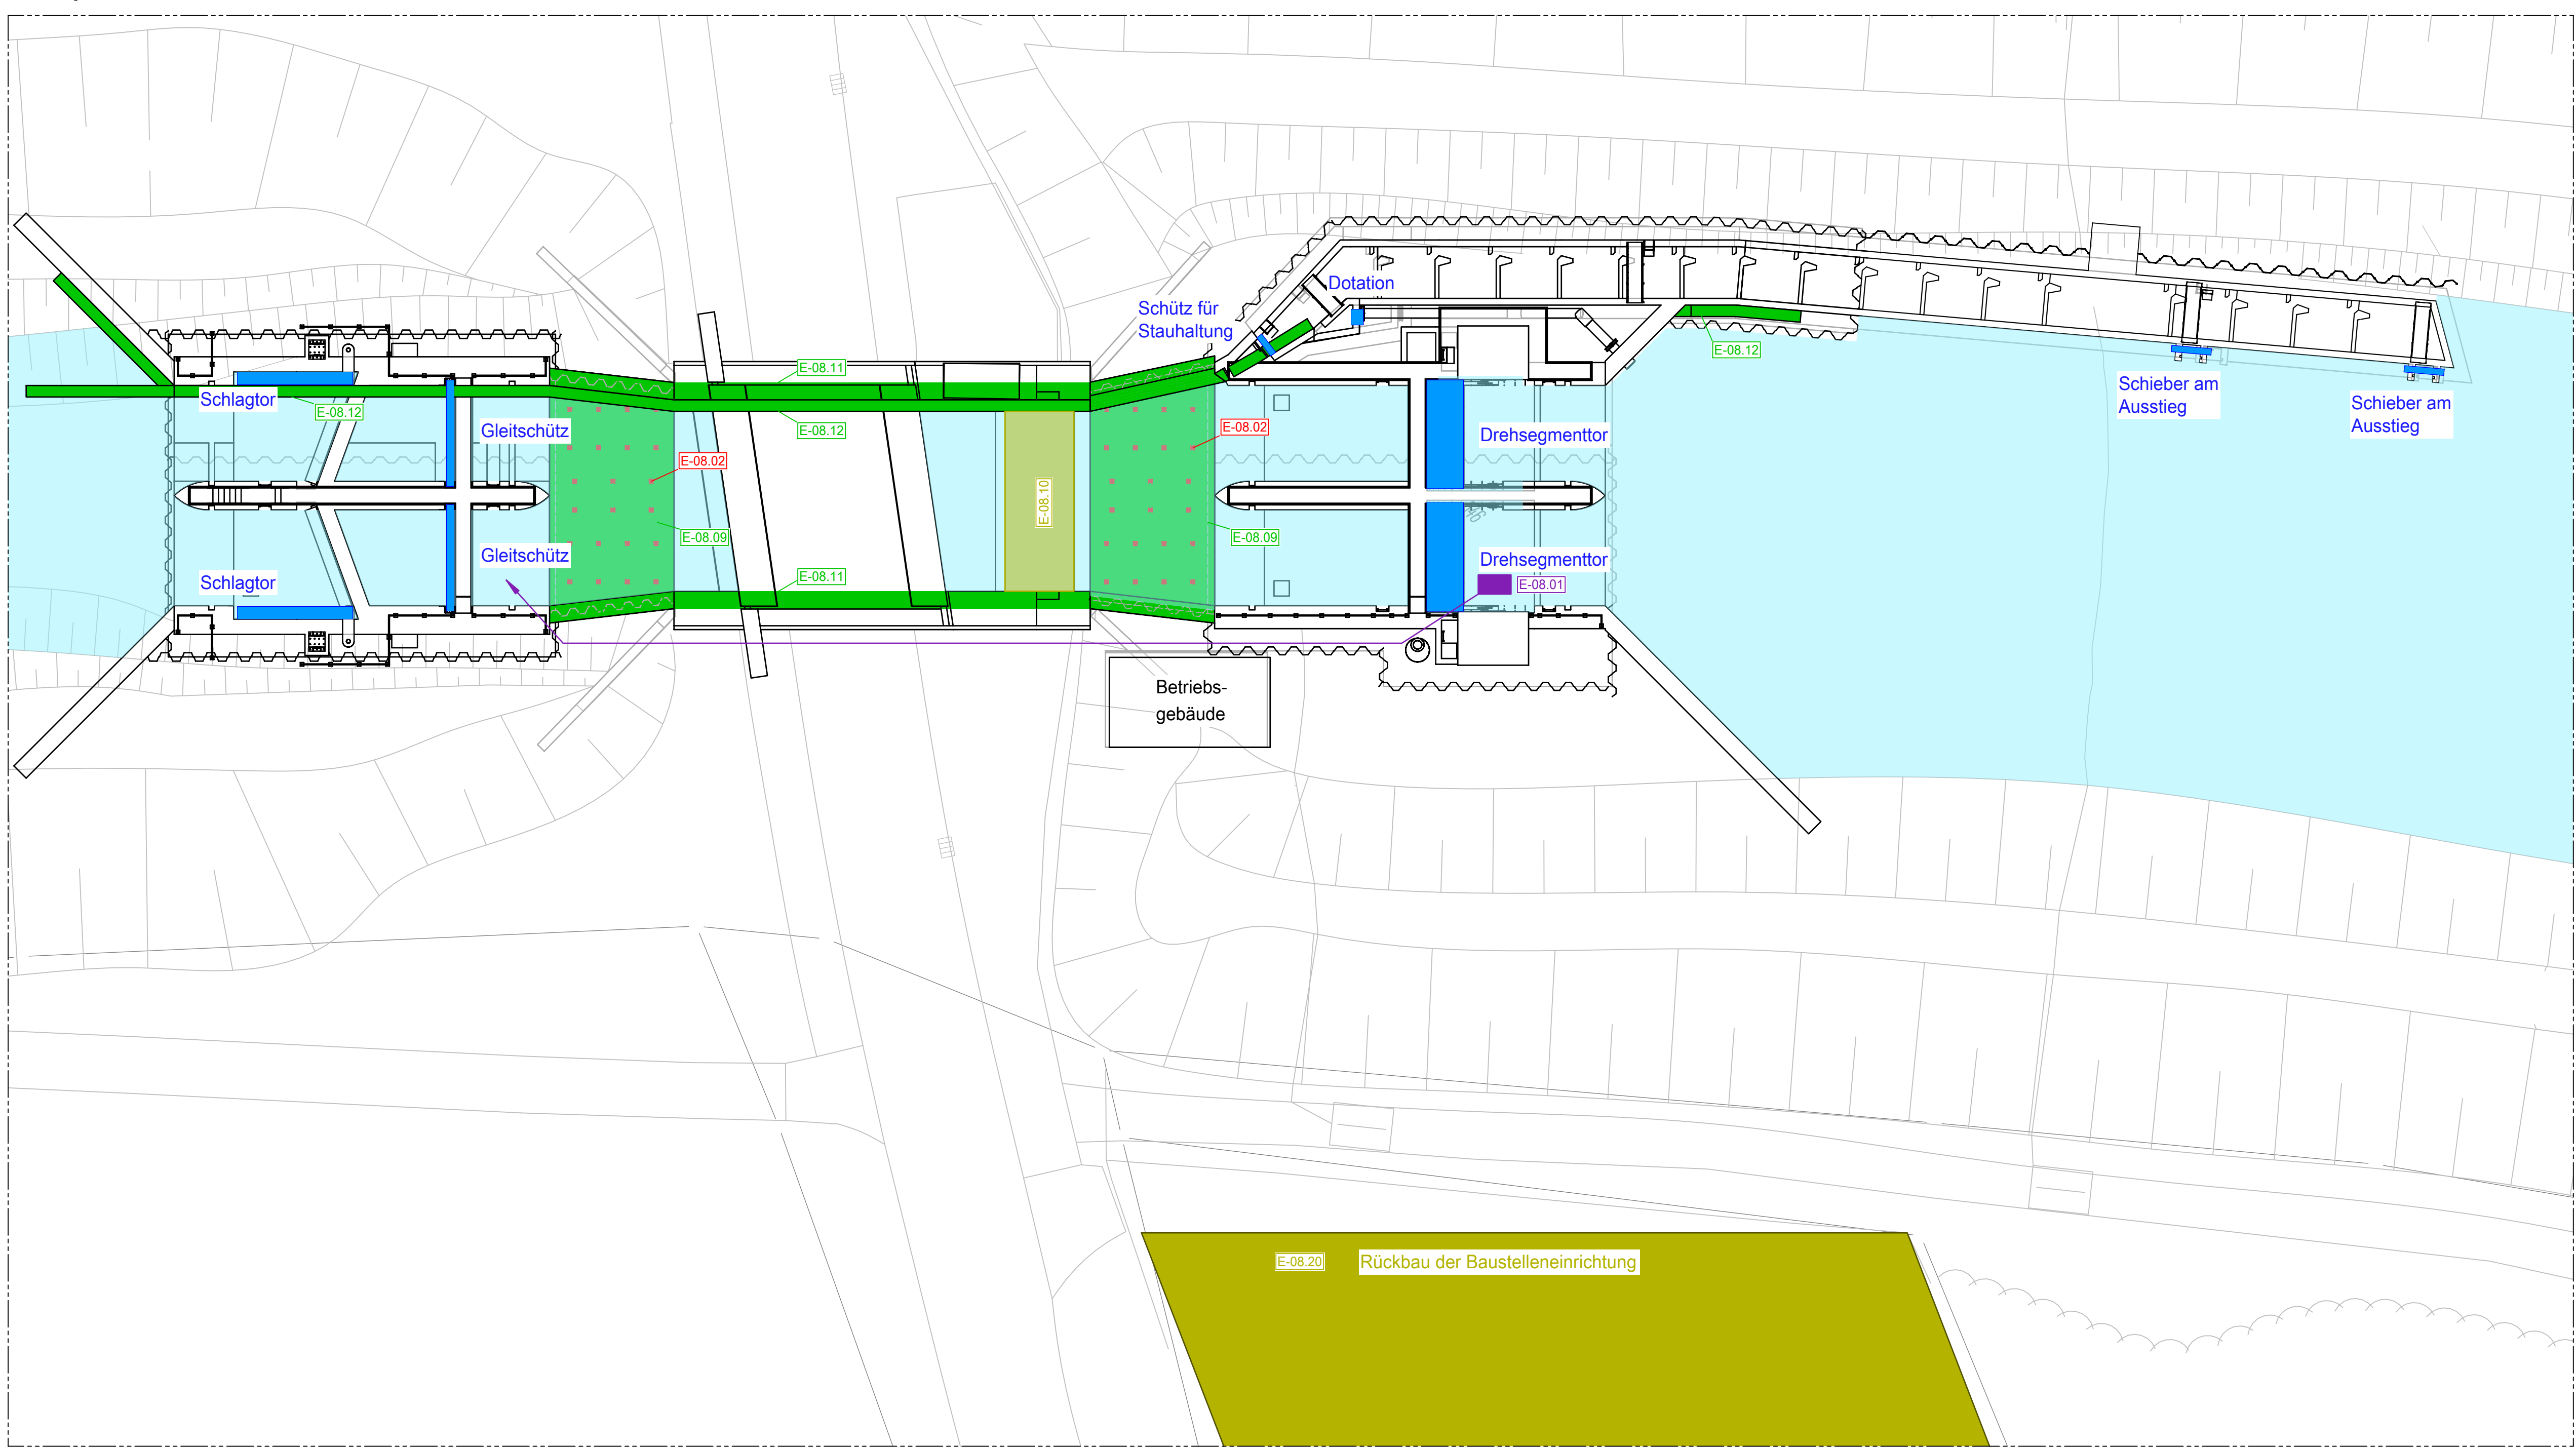 Dotation
Schütz für
Stauhaltung
E-08.11
E-08.12
Schieber am
Ausstieg
Schlagtor
E-08.12
Schieber am
Ausstieg
Gleitschütz
E-08.12
E-08.02
Drehsegmenttor
E-08.02
E-08.10
E-08.09
E-08.09
Gleitschütz
Drehsegmenttor
Schlagtor
E-08.11
E-08.01
Betriebs-
gebäude
E-08.20
Rückbau der Baustelleneinrichtung